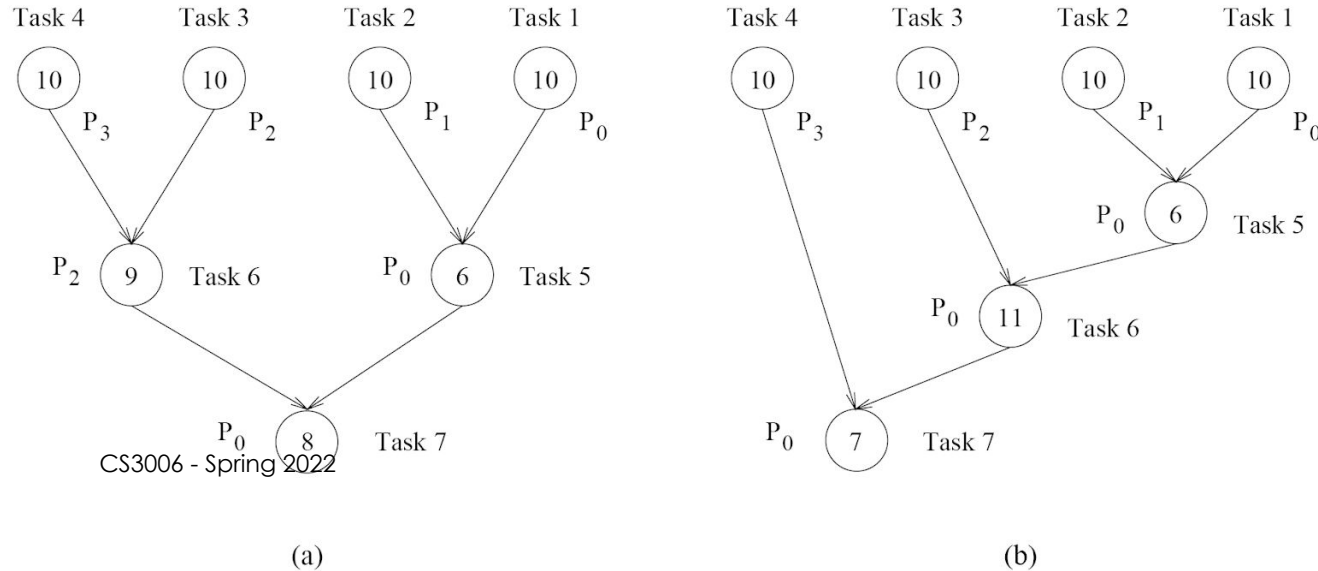 Task 4 Task 3 Task 2 Task 1 Task 4 Task 3 Task 2 Task 1
10 10 10 10 10 10 10 10
P3 P2 P1 P0 P3 P2 P1 P0
P0 6 Task 5
P2 9 Task 6 P0 6 Task 5
P0 11 Task 6
P0 8 Task 7 P0 7 Task 7
CS3006 - Spring 2022
(a) (b)